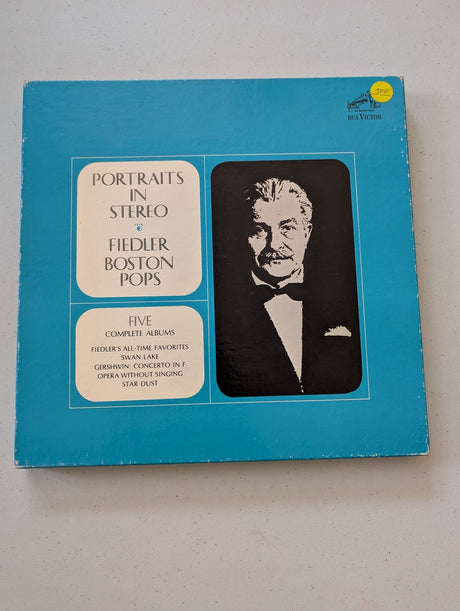 RCA VICTOR
PORTRAITS
IN
STEREO
FIEDLER
BOSTON
POPS
FIVE
COMPLETE ALBUMS
FIEDLER'S ALL-TIME FAVORITES
SWAN LAKE
GERSHWIN: CONCERTO IN F
OPERA WITHOUT SINGING
STAR DUST